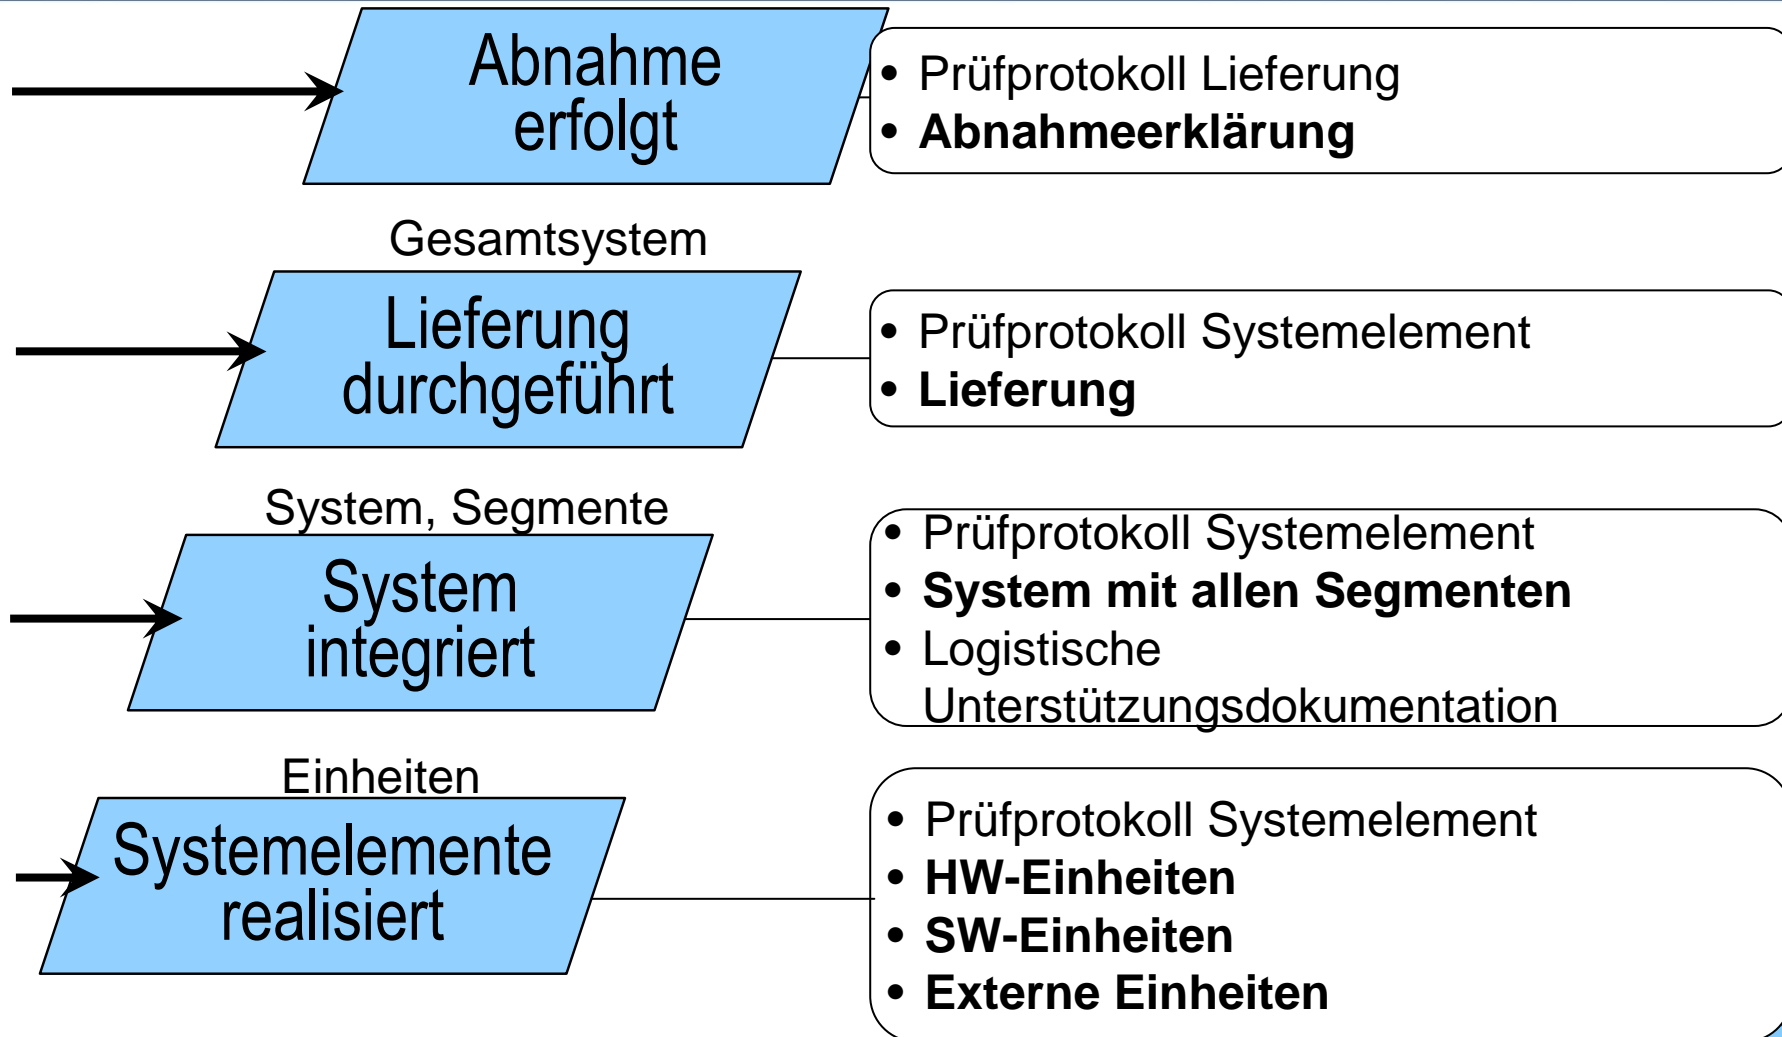 Abnahme
erfolgt
• Prüfprotokoll Lieferung
• Abnahmeerklärung
Gesamtsystem
Lieferung
durchgeführt
• Prüfprotokoll Systemelement
• Lieferung
System, Segmente
System
integriert
• Prüfprotokoll Systemelement
• System mit allen Segmenten
• Logistische
Unterstützungsdokumentation
Einheiten
Systemelemente
realisiert
• Prüfprotokoll Systemelement
• HW-Einheiten
• SW-Einheiten
• Externe Einheiten